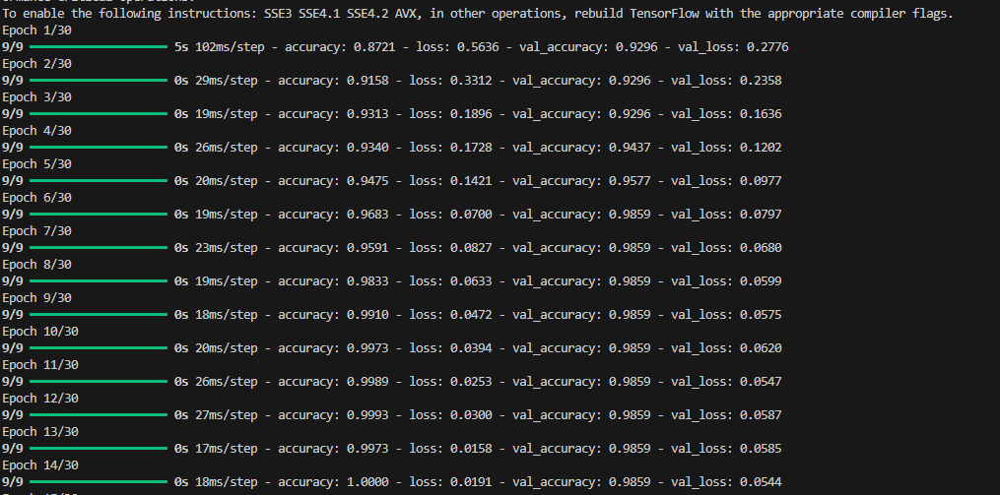 To enable the following instructions: SSE3 SSE4.1 SSE4.2 AVX, in other operations, rebuild TensorFlow with the appropriate compiler flags.
Epoch 1/30
9/9 5s 102ms/step - accuracy: 0.8721 - loss: 0.5636 - val_accuracy: 0.9296 - val_loss: 0.2776
Epoch 2/30
9/9 0s 29ms/step - accuracy: 0.9158 - loss: 0.3312 - val_accuracy: 0.9296 - val_loss: 0.2358
Epoch 3/30
9/9 0s 19ms/step - accuracy: 0.9313 - loss: 0.1896 - val_accuracy: 0.9296 - val_loss: 0.1636
Epoch 4/30
9/9 0s 26ms/step - accuracy: 0.9340 - loss: 0.1728 - val_accuracy: 0.9437 - val_loss: 0.1202
Epoch 5/30
9/9 0s 20ms/step - accuracy: 0.9475 - loss: 0.1421 - val_accuracy: 0.9577 - val_loss: 0.0977
Epoch 6/30
9/9 0s 19ms/step - accuracy: 0.9683 - loss: 0.0700 - val_accuracy: 0.9859 - val_loss: 0.0797
Epoch 7/30
9/9 0s 23ms/step - accuracy: 0.9591 - loss: 0.0827 - val_accuracy: 0.9859 - val_loss: 0.0680
Epoch 8/30
9/9 0s 19ms/step - accuracy: 0.9833 - loss: 0.0633 - val_accuracy: 0.9859 - val_loss: 0.0599
Epoch 9/30
9/9 0s 18ms/step - accuracy: 0.9910 - loss: 0.0472 - val_accuracy: 0.9859 - val_loss: 0.0575
Epoch 10/30
9/9 0s 20ms/step - accuracy: 0.9973 - loss: 0.0394 - val_accuracy: 0.9859 - val_loss: 0.0620
Epoch 11/30
9/9 0s 26ms/step - accuracy: 0.9989 - loss: 0.0253 - val_accuracy: 0.9859 - val_loss: 0.0547
Epoch 12/30
9/9 0s 27ms/step - accuracy: 0.9993 - loss: 0.0300 - val_accuracy: 0.9859 - val_loss: 0.0587
Epoch 13/30
9/9 0s 17ms/step - accuracy: 0.9973 - loss: 0.0158 - val_accuracy: 0.9859 - val_loss: 0.0585
Epoch 14/30
9/9 0s 18ms/step - accuracy: 1.0000 - loss: 0.0191 - val_accuracy: 0.9859 - val_loss: 0.0544